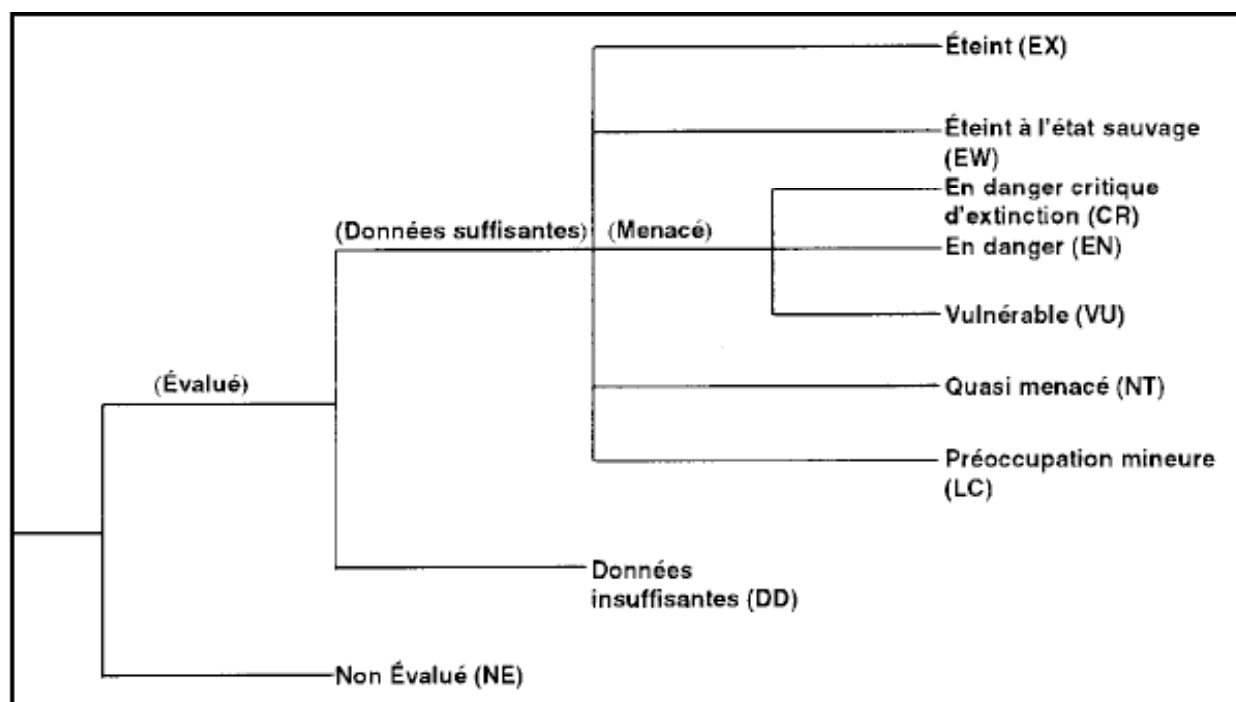 Éteint (EX)
Éteint à l'état sauvage
(EW)
En danger critique
d'extinction (CR)
(Données suffisantes) (Menacé)
En danger (EN)
Vulnérable (VU)
(Évalué)
Quasi menacé (NT)
Préoccupation mineure
(LC)
Données
insuffisantes (DD)
Non Évalué (NE)